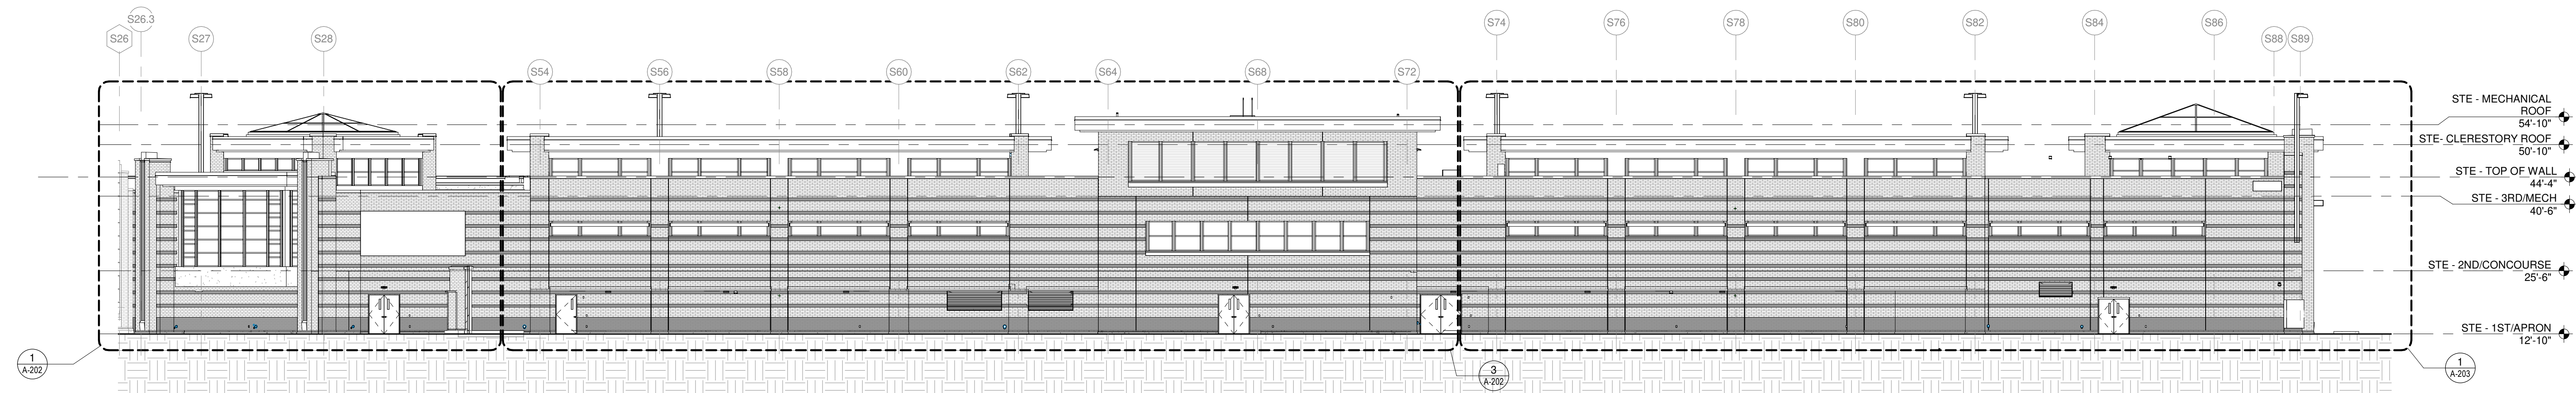 S26
S26.3
S27
S28
S54
S56
S58
S60
S62
S64
S68
S72
S74
S76
S78
S80
S82
S84
S86
S88
S89
STE - MECHANICAL
ROOF
54'-10"
STE- CLERESTORY ROOF
50'-10"
STE - TOP OF WALL
44'-4"
STE - 3RD/MECH
40'-6"
STE - 2ND/CONCOURSE
25'-6"
STE - 1ST/APRON
12'-10"
1
A-202
3
A-202
1
A-203